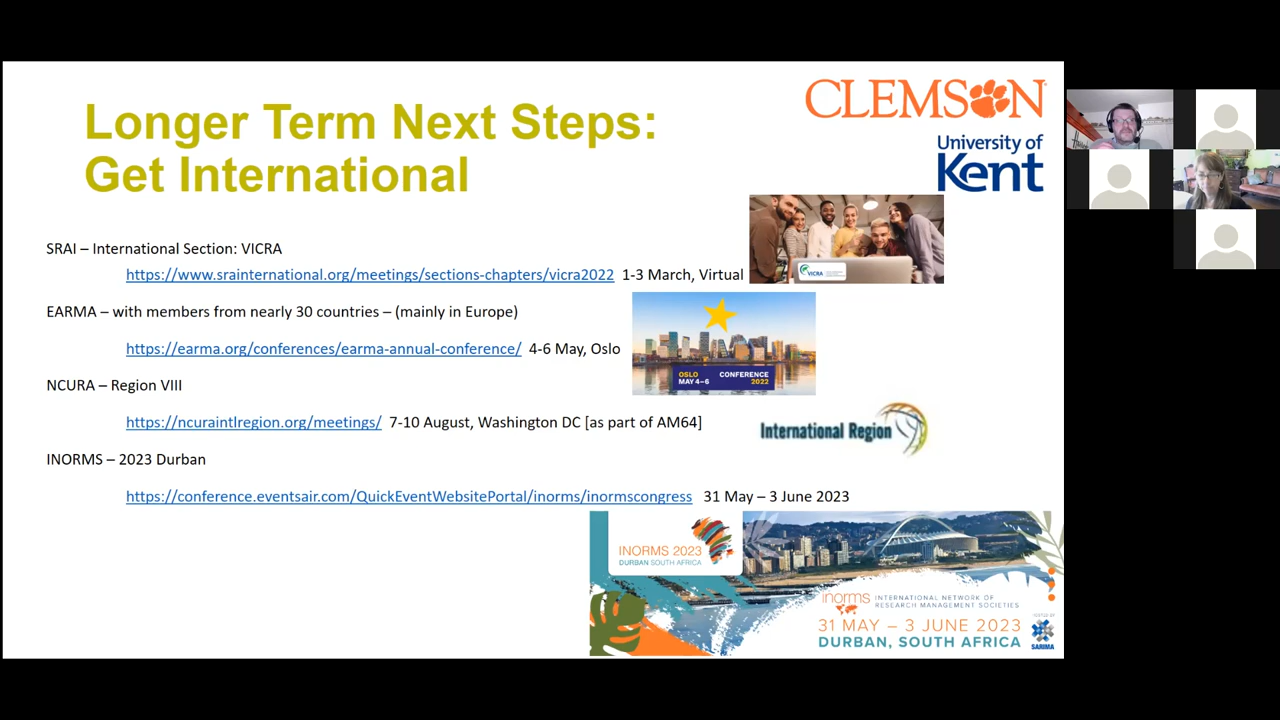 Longer Term Next Steps:
Get International
CLEMSON
University of
Kent
SRAI – International Section: VICRA
https://www.srainternational.org/meetings/sections-chapters/vicra2022 1-3 March, Virtual
VICRA
EARMA – with members from nearly 30 countries – (mainly in Europe)
https://earma.org/conferences/earma-annual-conference/ 4-6 May, Oslo
OSLO CONFERENCE
MAY 4–6 2022
NCURA – Region VIII
https://ncuraintlregion.org/meetings/ 7-10 August, Washington DC [as part of AM64]
International Region
INORMS – 2023 Durban
https://conference.eventsair.com/QuickEventWebsitePortal/inorms/inormscongress 31 May – 3 June 2023
INORMS 2023
DURBAN SOUTH AFRICA
inorms INTERNATIONAL NETWORK OF
RESEARCH MANAGEMENT SOCIETIES
31 MAY – 3 JUNE 2023
DURBAN, SOUTH AFRICA
SARIMA